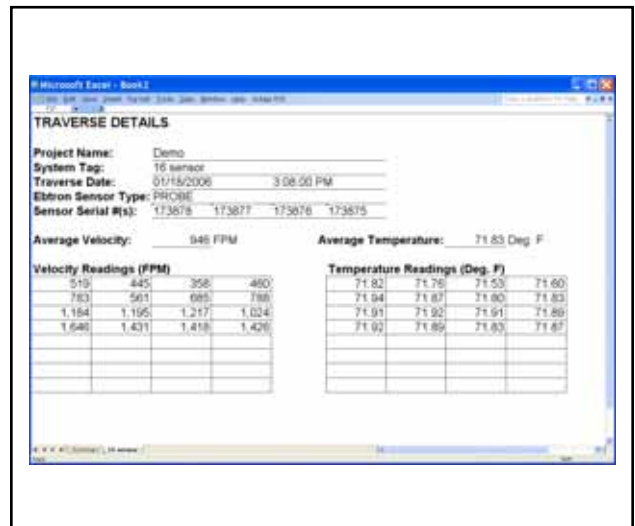 Microsoft Excel - Book2
TRAVERSE DETAILS
Project Name: Demo
System Tag: 16 sensor
Traverse Date: 01/18/2006 3:08:00 PM
Ebtron Sensor Type: PROBE
Sensor Serial #(s): 173878 173877 173876 173875
Average Velocity: 946 FPM Average Temperature: 71.83 Deg. F
Velocity Readings (FPM) Temperature Readings (Deg. F)
519 445 358 460 71.82 71.76 71.53 71.60
783 561 685 788 71.94 71.87 71.80 71.83
1,184 1,195 1,217 1,024 71.91 71.92 71.91 71.89
1,646 1,431 1,418 1,426 71.92 71.89 71.83 71.87